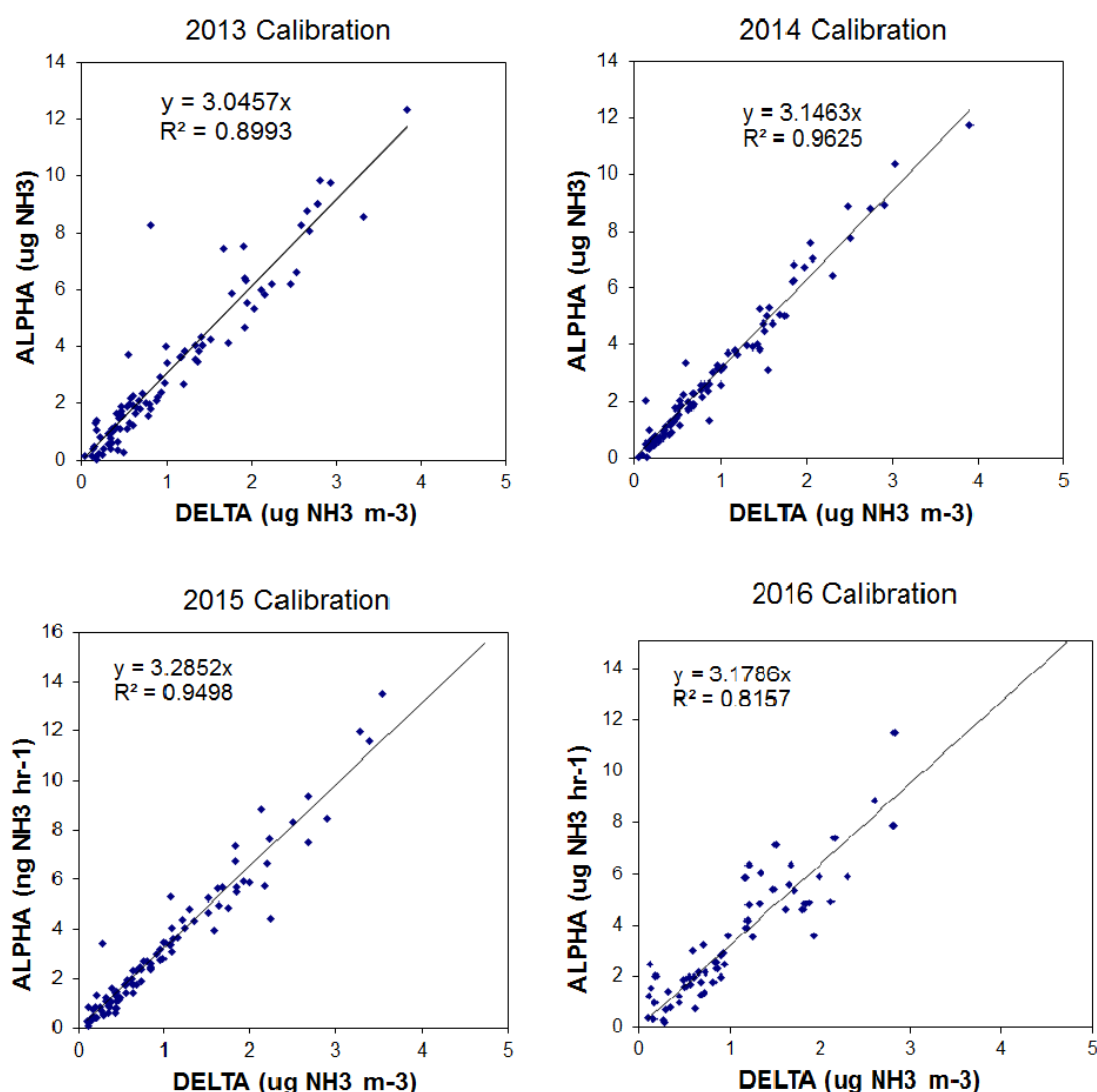 2013 Calibration
y = 3.0457x
R² = 0.8993
14
12
10
8
6
4
2
0
0 1 2 3 4 5
ALPHA (ug NH3)
DELTA (ug NH3 m-3)
2014 Calibration
y = 3.1463x
R² = 0.9625
14
12
10
8
6
4
2
0
0 1 2 3 4 5
ALPHA (ug NH3)
DELTA (ug NH3 m-3)
2015 Calibration
y = 3.2852x
R² = 0.9498
16
14
12
10
8
6
4
2
0
0 1 2 3 4 5
ALPHA (ng NH3 hr-1)
DELTA (ug NH3 m-3)
2016 Calibration
y = 3.1786x
R² = 0.8157
14
12
10
8
6
4
2
0
0 1 2 3 4 5
ALPHA (ug NH3 hr-1)
DELTA (ug NH3 m-3)